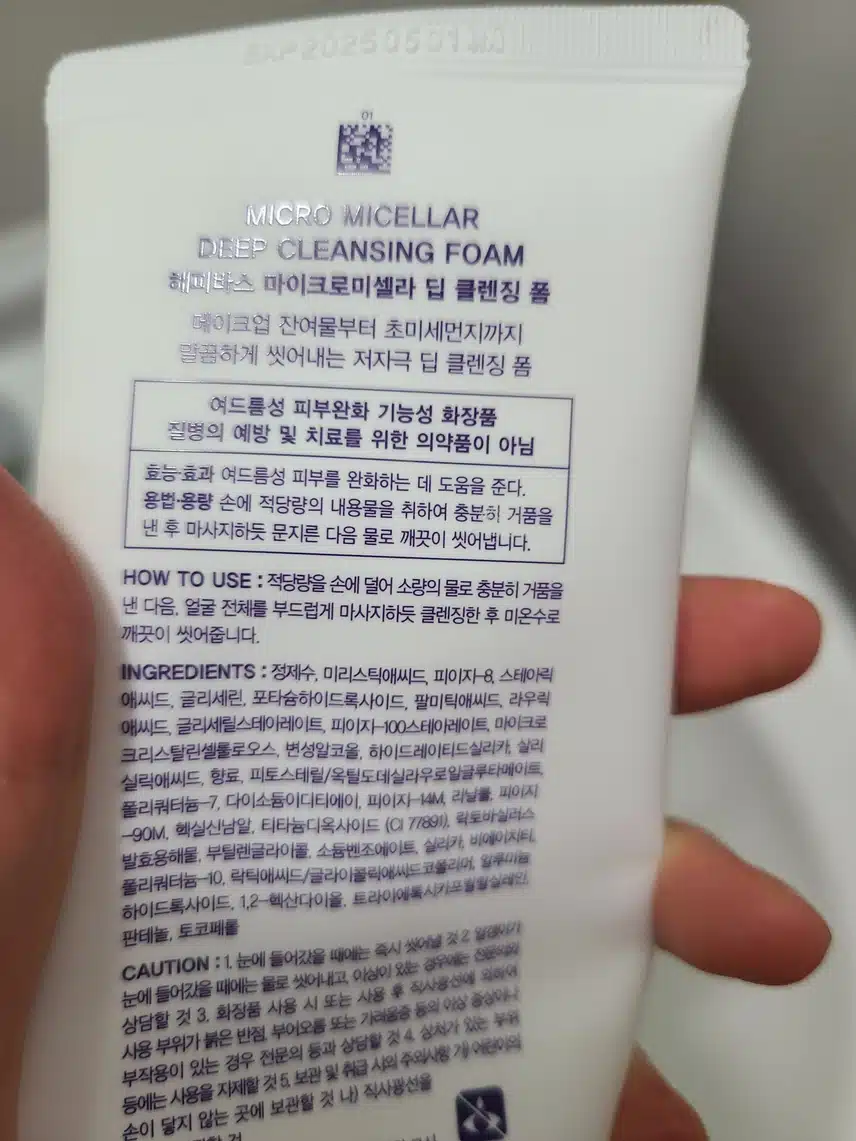 EXP 20250501 MA
01
MICRO MICELLAR
DEEP CLEANSING FOAM
해피바스 마이크로미셀라 딥 클렌징 폼
메이크업 잔여물부터 초미세먼지까지
말끔하게 씻어내는 저자극 딥 클렌징 폼
여드름성 피부완화 기능성 화장품
질병의 예방 및 치료를 위한 의약품이 아님
효능·효과 여드름성 피부를 완화하는 데 도움을 준다.
용법·용량 손에 적당량의 내용물을 취하여 충분히 거품을
낸 후 마사지하듯 문지른 다음 물로 깨끗이 씻어냅니다.
HOW TO USE : 적당량을 손에 덜어 소량의 물로 충분히 거품을
낸 다음, 얼굴 전체를 부드럽게 마사지하듯 클렌징한 후 미온수로
깨끗이 씻어줍니다.
INGREDIENTS : 정제수, 미리스틱애씨드, 피이지-8, 스테아릭
애씨드, 글리세린, 포타슘하이드록사이드, 팔미틱애씨드, 라우릭
애씨드, 글리세릴스테아레이트, 피이지-100스테아레이트, 마이크로
크리스탈린셀룰로오스, 변성알코올, 하이드레이티드실리카, 살리
실릭애씨드, 향료, 피토스테릴/옥틸도데실라우로일글루타메이트,
폴리쿼터늄-7, 다이소듐이디티에이, 피이지-14M, 리날룰, 피이지
-90M, 헥실신남알, 티타늄디옥사이드 (CI 77891), 락토바실러스
발효용해물, 부틸렌글라이콜, 소듐벤조에이트, 실리카, 비에이치티,
폴리쿼터늄-10, 락틱애씨드/글라이콜릭애씨드코폴리머, 알루미늄
하이드록사이드, 1,2-헥산다이올, 트라이에톡시카프릴릴실레인,
판테놀, 토코페롤
CAUTION : 1. 눈에 들어갔을 때에는 즉시 씻어낼 것 2. 알갱이가
눈에 들어갔을 때에는 물로 씻어내고, 이상이 있는 경우에는 전문의와
상담할 것 3. 화장품 사용 시 또는 사용 후 직사광선에 의하여
사용 부위가 붉은 반점, 부어오름 또는 가려움증 등의 이상 증상이나
부작용이 있는 경우 전문의 등과 상담할 것 4. 상처가 있는 부위
등에는 사용을 자제할 것 5. 보관 및 취급 시의 주의사항 가) 어린이의
손이 닿지 않는 곳에 보관할 것 나) 직사광선을